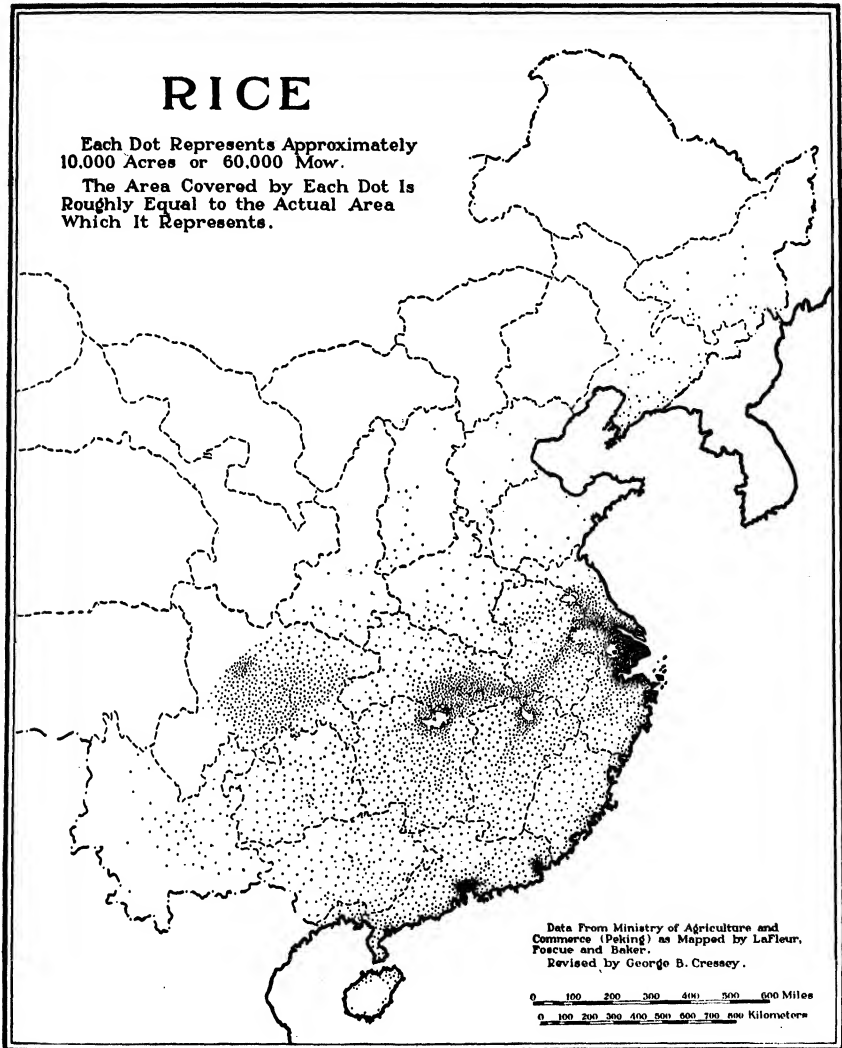 RICE
Each Dot Represents Approximately
10,000 Acres or 60,000 Mow.
The Area Covered by Each Dot Is
Roughly Equal to the Actual Area
Which It Represents.
Data From Ministry of Agriculture and
Commerce (Peking) as Mapped by LaFleur,
Foscue and Baker.
Revised by George B. Cressey.
0 100 200 300 400 500 600 Miles
0 100 200 300 400 500 600 700 800 Kilometers